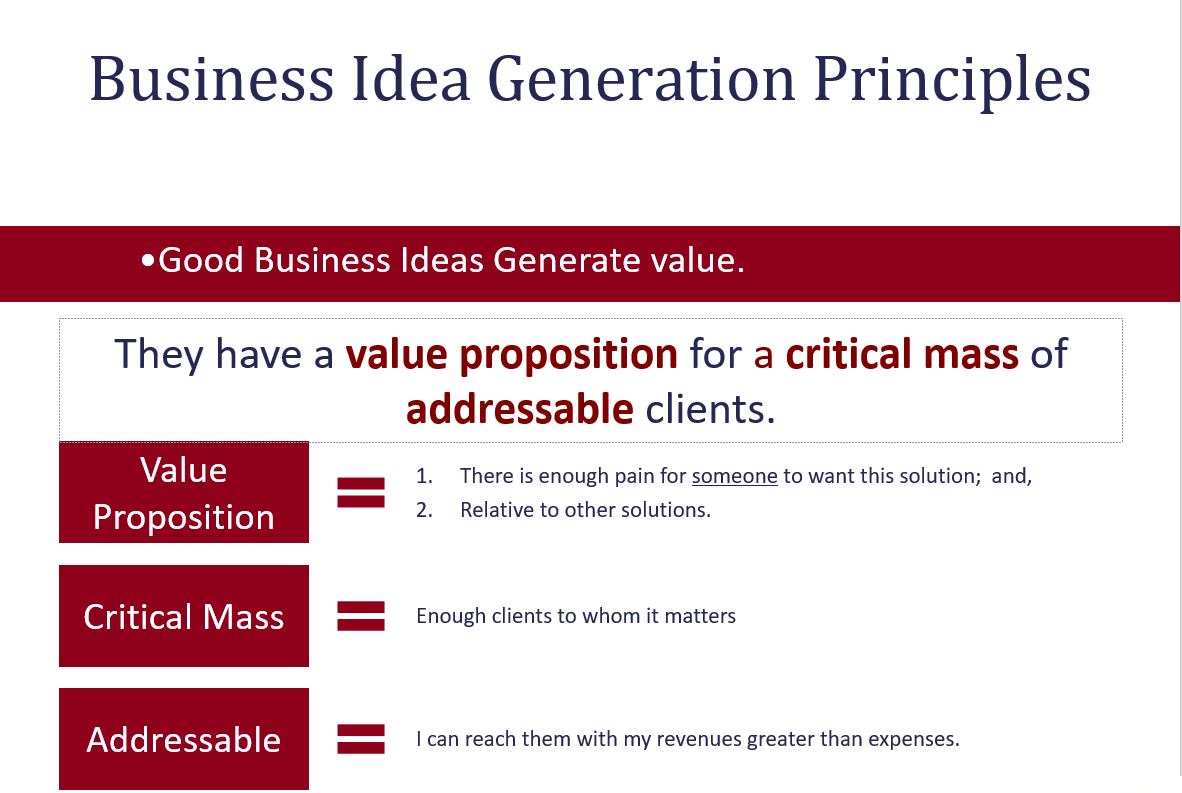 Business Idea Generation Principles
•Good Business Ideas Generate value.
They have a value proposition for a critical mass of
addressable clients.
Value
Proposition
=
1. There is enough pain for someone to want this solution; and,
2. Relative to other solutions.
Critical Mass
=
Enough clients to whom it matters
Addressable
=
I can reach them with my revenues greater than expenses.